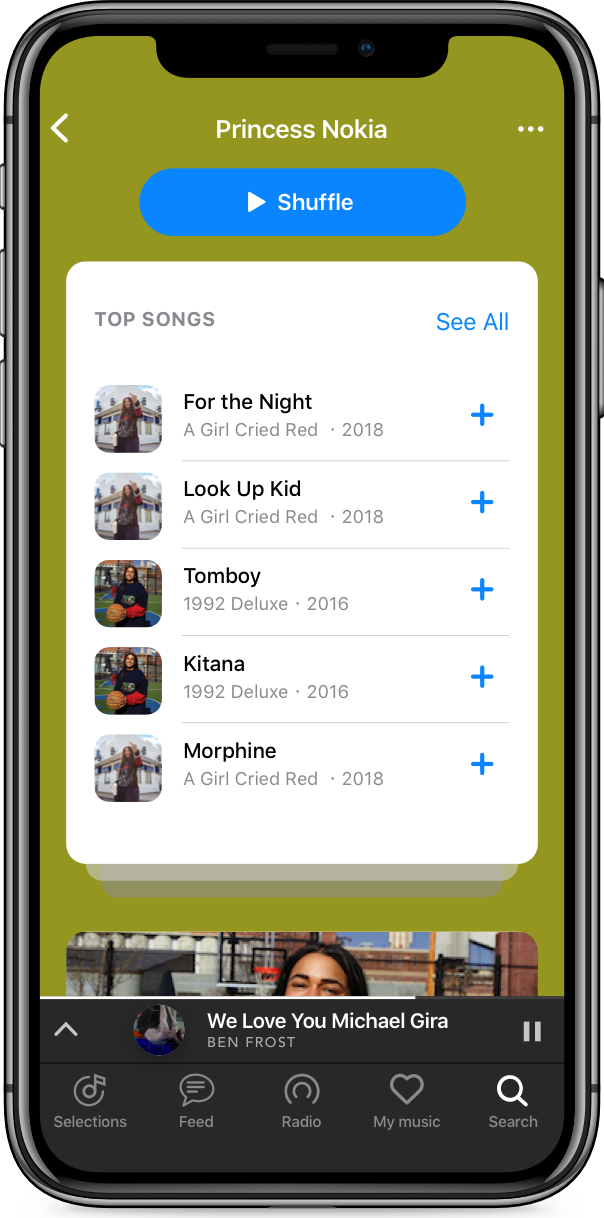 Princess Nokia
Shuffle
TOP SONGS
See All
For the Night
A Girl Cried Red · 2018
Look Up Kid
A Girl Cried Red · 2018
Tomboy
1992 Deluxe · 2016
Kitana
1992 Deluxe · 2016
Morphine
A Girl Cried Red · 2018
We Love You Michael Gira
BEN FROST
Selections
Feed
Radio
My music
Search